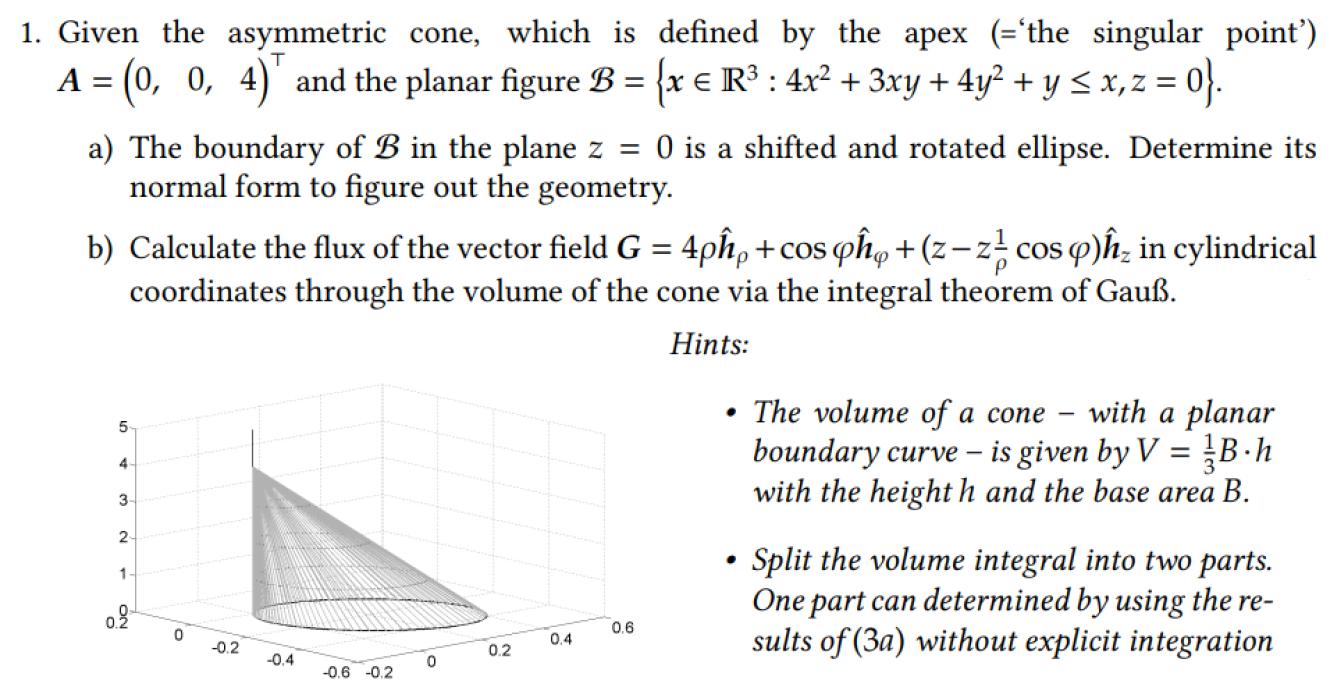 1. Given the asymmetric cone, which is defined by the apex (=‘the singular point’)
A = (0, 0, 4)⊤ and the planar figure ℬ = {x ∈ ℝ³ : 4x² + 3xy + 4y² + y ≤ x, z = 0}.
a) The boundary of ℬ in the plane z = 0 is a shifted and rotated ellipse. Determine its
normal form to figure out the geometry.
b) Calculate the flux of the vector field G = 4ρĥρ + cos φĥφ + (z − z 1/ρ cos φ)ĥz in cylindrical
coordinates through the volume of the cone via the integral theorem of Gauß.
Hints:
• The volume of a cone – with a planar
boundary curve – is given by V = 1/3 B · h
with the height h and the base area B.
• Split the volume integral into two parts.
One part can determined by using the re-
sults of (3a) without explicit integration
5
4
3
2
1
0
0.2
0
-0.2
-0.4
-0.6
-0.2
0
0.2
0.4
0.6